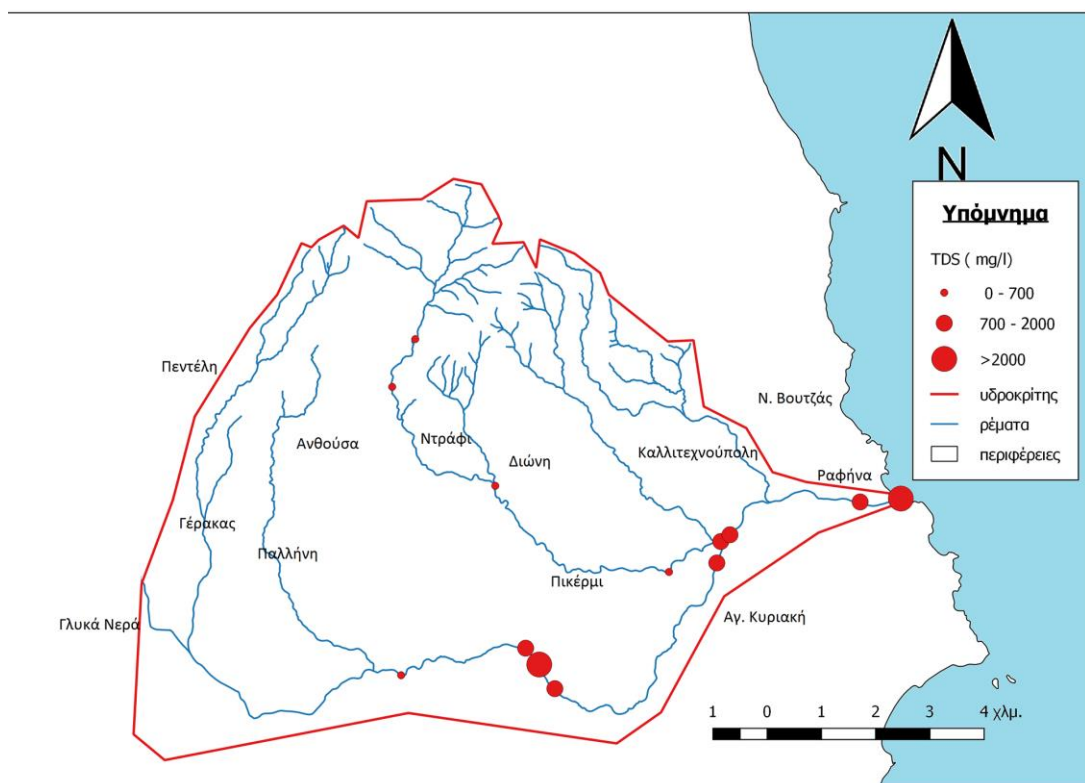 N
Υπόμνημα
TDS ( mg/l)
0 - 700
700 - 2000
>2000
υδροκρίτης
ρέματα
περιφέρειες
Πεντέλη
Ν. Βουτζάς
Ανθούσα
Ντράφι
Διώνη
Καλλιτεχνούπολη
Ραφήνα
Γέρακας
Παλλήνη
Πικέρμι
Γλυκά Νερά
Αγ. Κυριακή
1 0 1 2 3 4 χλμ.